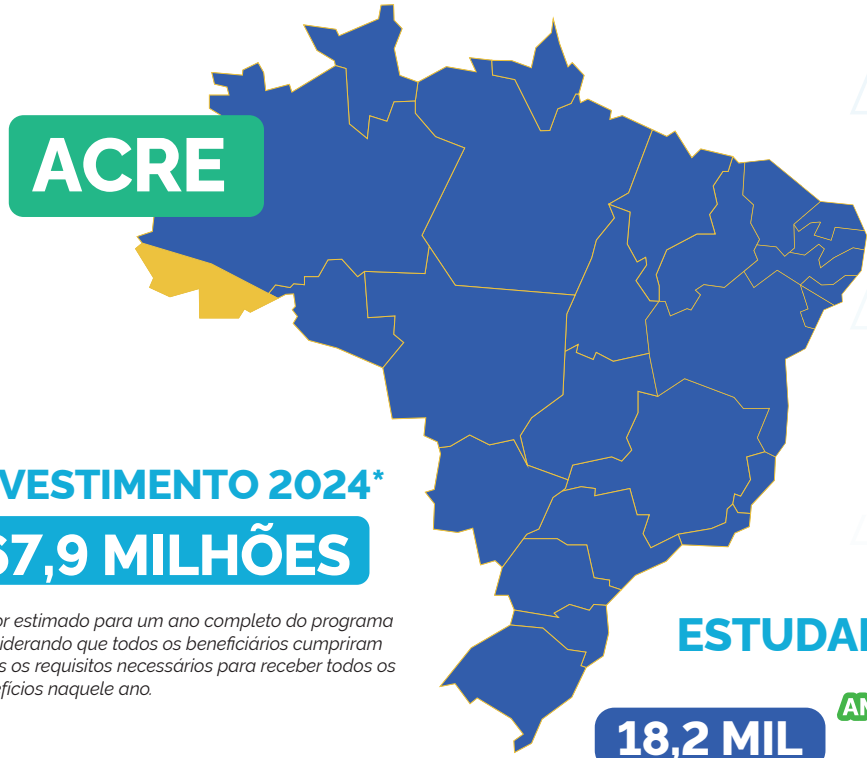 ACRE
VESTIMENTO 2024*
67,9 MILHÕES
or estimado para um ano completo do programa
siderando que todos os beneficiários cumpriram
s os requisitos necessários para receber todos os
efícios naquele ano.
ESTUDA
AN
18,2 MIL